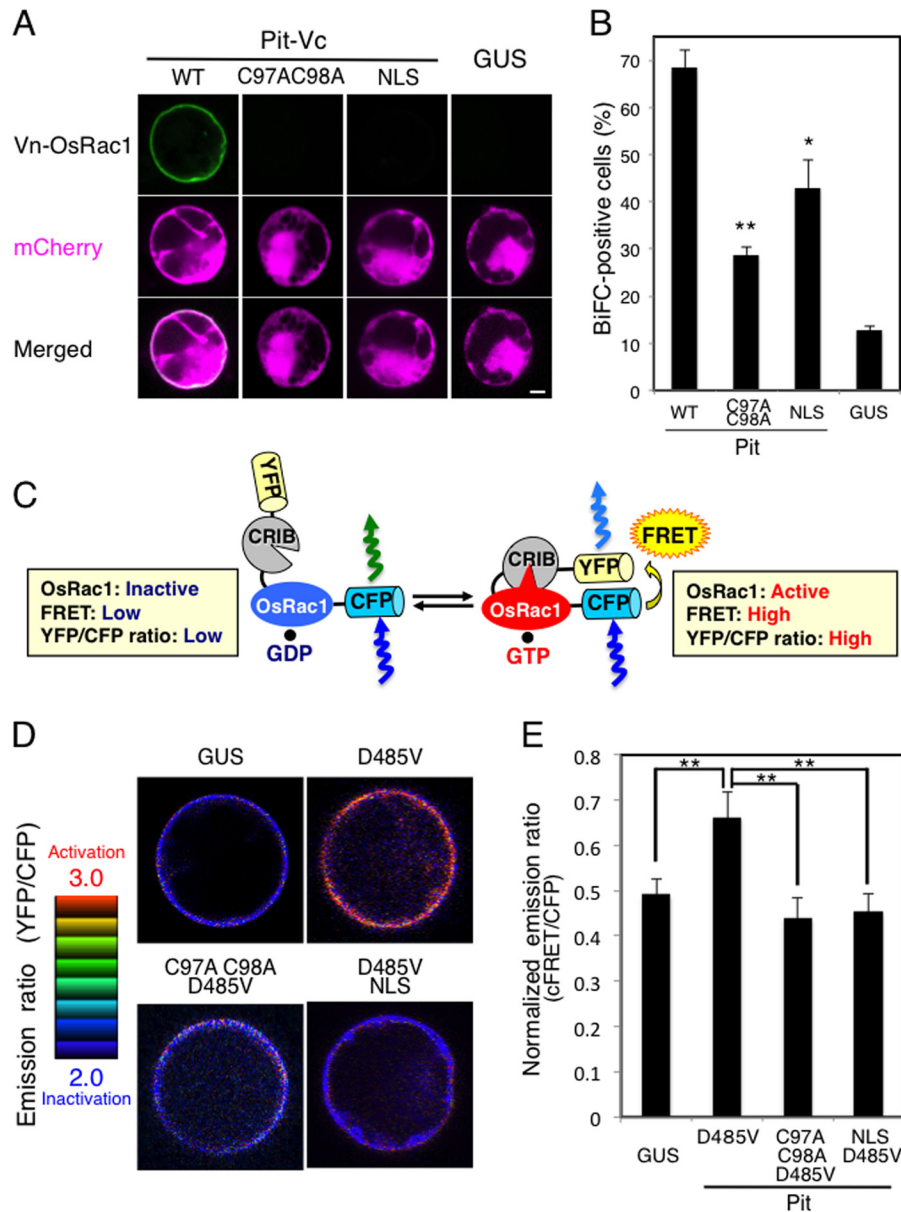 A
Pit-Vc
GUS
WT
C97AC98A
NLS
Vn-OsRac1
mCherry
Merged
B
BiFC-positive cells (%)
70
60
50
40
30
20
10
0
**
*
WT
C97A
C98A
NLS
GUS
Pit
C
YFP
CRIB
OsRac1
CFP
GDP
OsRac1: Inactive
FRET: Low
YFP/CFP ratio: Low
CRIB
YFP
OsRac1
CFP
GTP
FRET
OsRac1: Active
FRET: High
YFP/CFP ratio: High
D
Emission ratio (YFP/CFP)
Activation
3.0
2.0
Inactivation
GUS
D485V
C97A C98A
D485V
D485V
NLS
E
Normalized emission ratio
(cFRET/CFP)
0.8
0.7
0.6
0.5
0.4
0.3
0.2
0.1
0
**
**
**
GUS
D485V
C97A
C98A
D485V
NLS
D485V
Pit